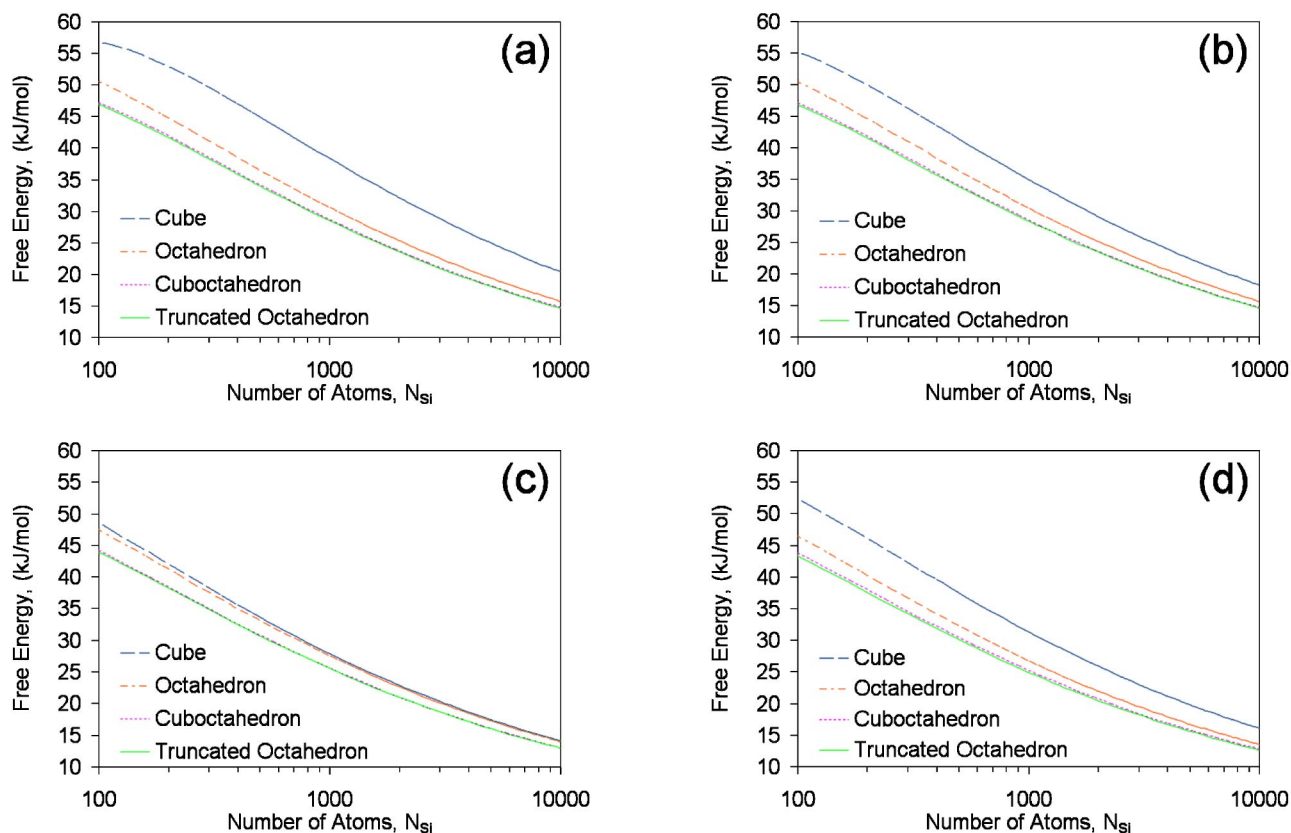 (a)
Free Energy, (kJ/mol)
60
55
50
45
40
35
30
25
20
15
10
Cube
Octahedron
Cuboctahedron
Truncated Octahedron
100 1000 10000
Number of Atoms, NSi
(b)
Free Energy, (kJ/mol)
60
55
50
45
40
35
30
25
20
15
10
Cube
Octahedron
Cuboctahedron
Truncated Octahedron
100 1000 10000
Number of Atoms, NSi
(c)
Free Energy, (kJ/mol)
60
55
50
45
40
35
30
25
20
15
10
Cube
Octahedron
Cuboctahedron
Truncated Octahedron
100 1000 10000
Number of Atoms, NSi
(d)
Free Energy, (kJ/mol)
60
55
50
45
40
35
30
25
20
15
10
Cube
Octahedron
Cuboctahedron
Truncated Octahedron
100 1000 10000
Number of Atoms, NSi